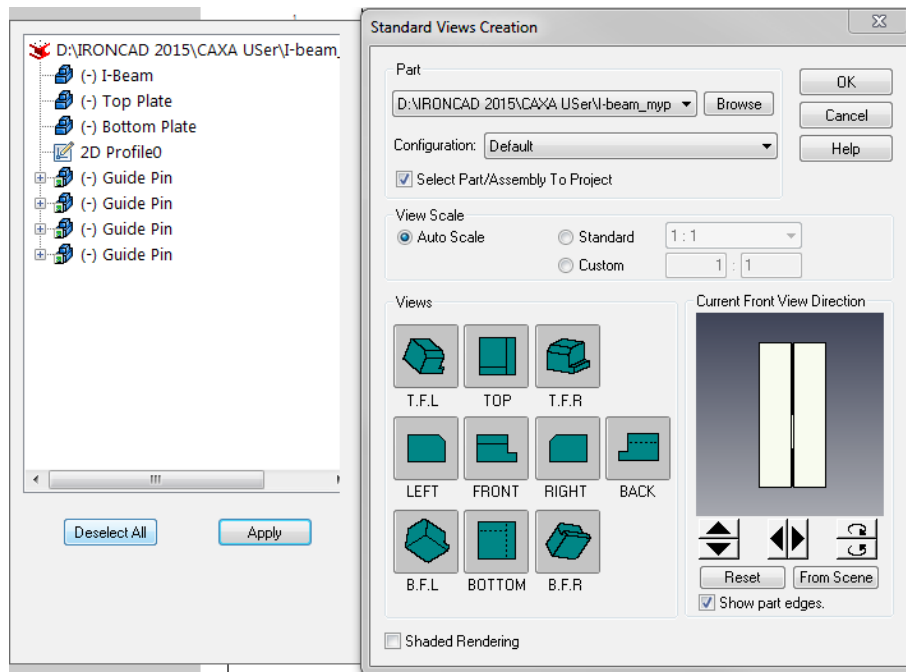 D:\IRONCAD 2015\CAXA USer\I-beam_
(-) I-Beam
(-) Top Plate
(-) Bottom Plate
2D Profile0
(-) Guide Pin
(-) Guide Pin
(-) Guide Pin
(-) Guide Pin
Deselect All
Apply
Standard Views Creation
Part
D:\IRONCAD 2015\CAXA USer\I-beam_myp
Browse
OK
Cancel
Help
Configuration:
Default
Select Part/Assembly To Project
View Scale
Auto Scale
Standard
1 : 1
Custom
1 : 1
Views
T.F.L
TOP
T.F.R
LEFT
FRONT
RIGHT
BACK
B.F.L
BOTTOM
B.F.R
Current Front View Direction
Reset
From Scene
Show part edges.
Shaded Rendering